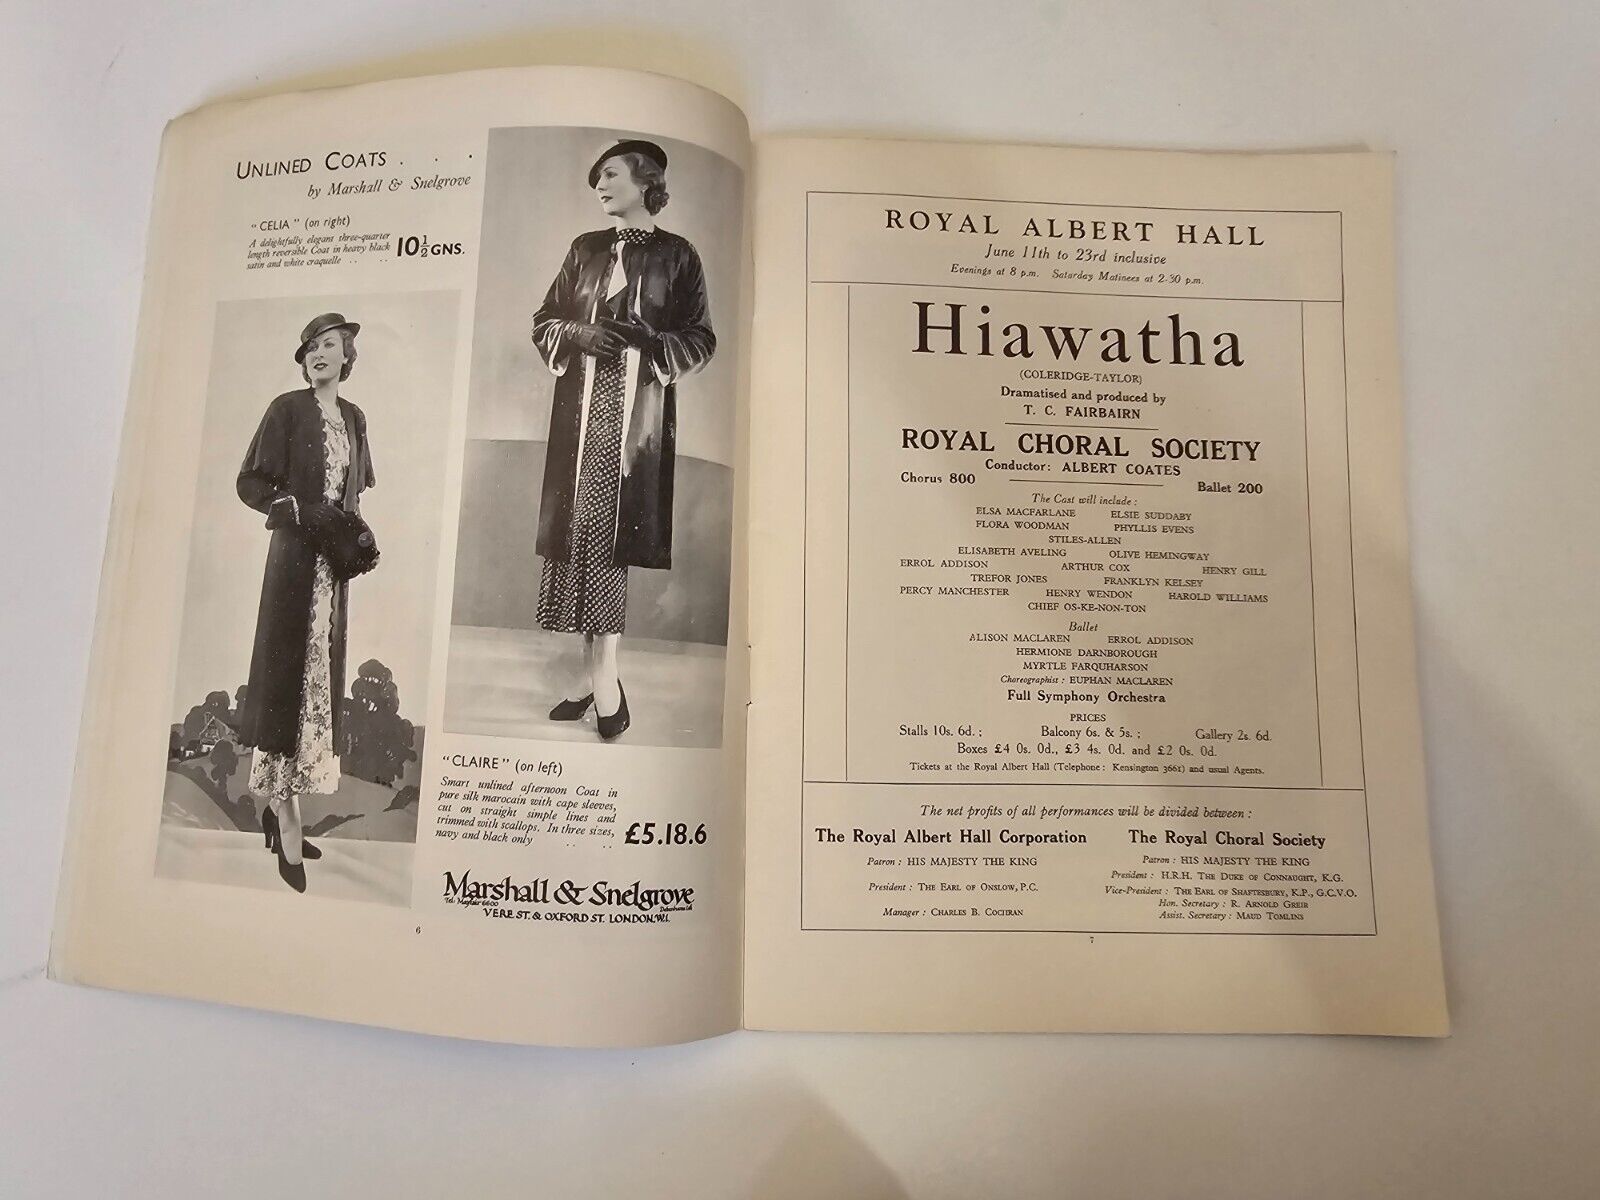 UNLINED COATS . . .
by Marshall & Snelgrove
"CELIA" (on right)
A delightfully elegant three-quarter
length reversible Coat in heavy black
satin and white craquelle .. ..
10½ GNS.
"CLAIRE" (on left)
Smart unlined afternoon Coat in
pure silk marocain with cape sleeves,
cut on straight simple lines and
trimmed with scallops. In three sizes,
navy and black only .. ..
£5.18.6
Marshall & Snelgrove
Tel: Mayfair 6600
Debenhams Ltd
VERE ST. & OXFORD ST. LONDON.W.1.
6
ROYAL ALBERT HALL
June 11th to 23rd inclusive
Evenings at 8 p.m. Saturday Matinees at 2-30 p.m.
Hiawatha
(COLERIDGE-TAYLOR)
Dramatised and produced by
T. C. FAIRBAIRN
ROYAL CHORAL SOCIETY
Conductor: ALBERT COATES
Chorus 800
Ballet 200
The Cast will include:
ELSA MACFARLANE ELSIE SUDDABY
FLORA WOODMAN PHYLLIS EVENS
STILES-ALLEN
ELISABETH AVELING OLIVE HEMINGWAY
ERROL ADDISON ARTHUR COX HENRY GILL
TREFOR JONES FRANKLYN KELSEY
PERCY MANCHESTER HENRY WENDON HAROLD WILLIAMS
CHIEF OS-KE-NON-TON
Ballet
ALISON MACLAREN ERROL ADDISON
HERMIONE DARNBOROUGH
MYRTLE FARQUHARSON
Choreographist: EUPHAN MACLAREN
Full Symphony Orchestra
PRICES
Stalls 10s. 6d.; Balcony 6s. & 5s.; Gallery 2s. 6d.
Boxes £4 0s. 0d., £3 4s. 0d. and £2 0s. 0d.
Tickets at the Royal Albert Hall (Telephone: Kensington 3661) and usual Agents.
The net profits of all performances will be divided between:
The Royal Albert Hall Corporation
Patron: HIS MAJESTY THE KING
President: THE EARL OF ONSLOW, P.C.
Manager: CHARLES B. COCHRAN
The Royal Choral Society
Patron: HIS MAJESTY THE KING
President: H.R.H. THE DUKE OF CONNAUGHT, K.G.
Vice-President: THE EARL OF SHAFTESBURY, K.P., G.C.V.O.
Hon. Secretary: R. ARNOLD GREIR
Assist. Secretary: MAUD TOMLINS
7